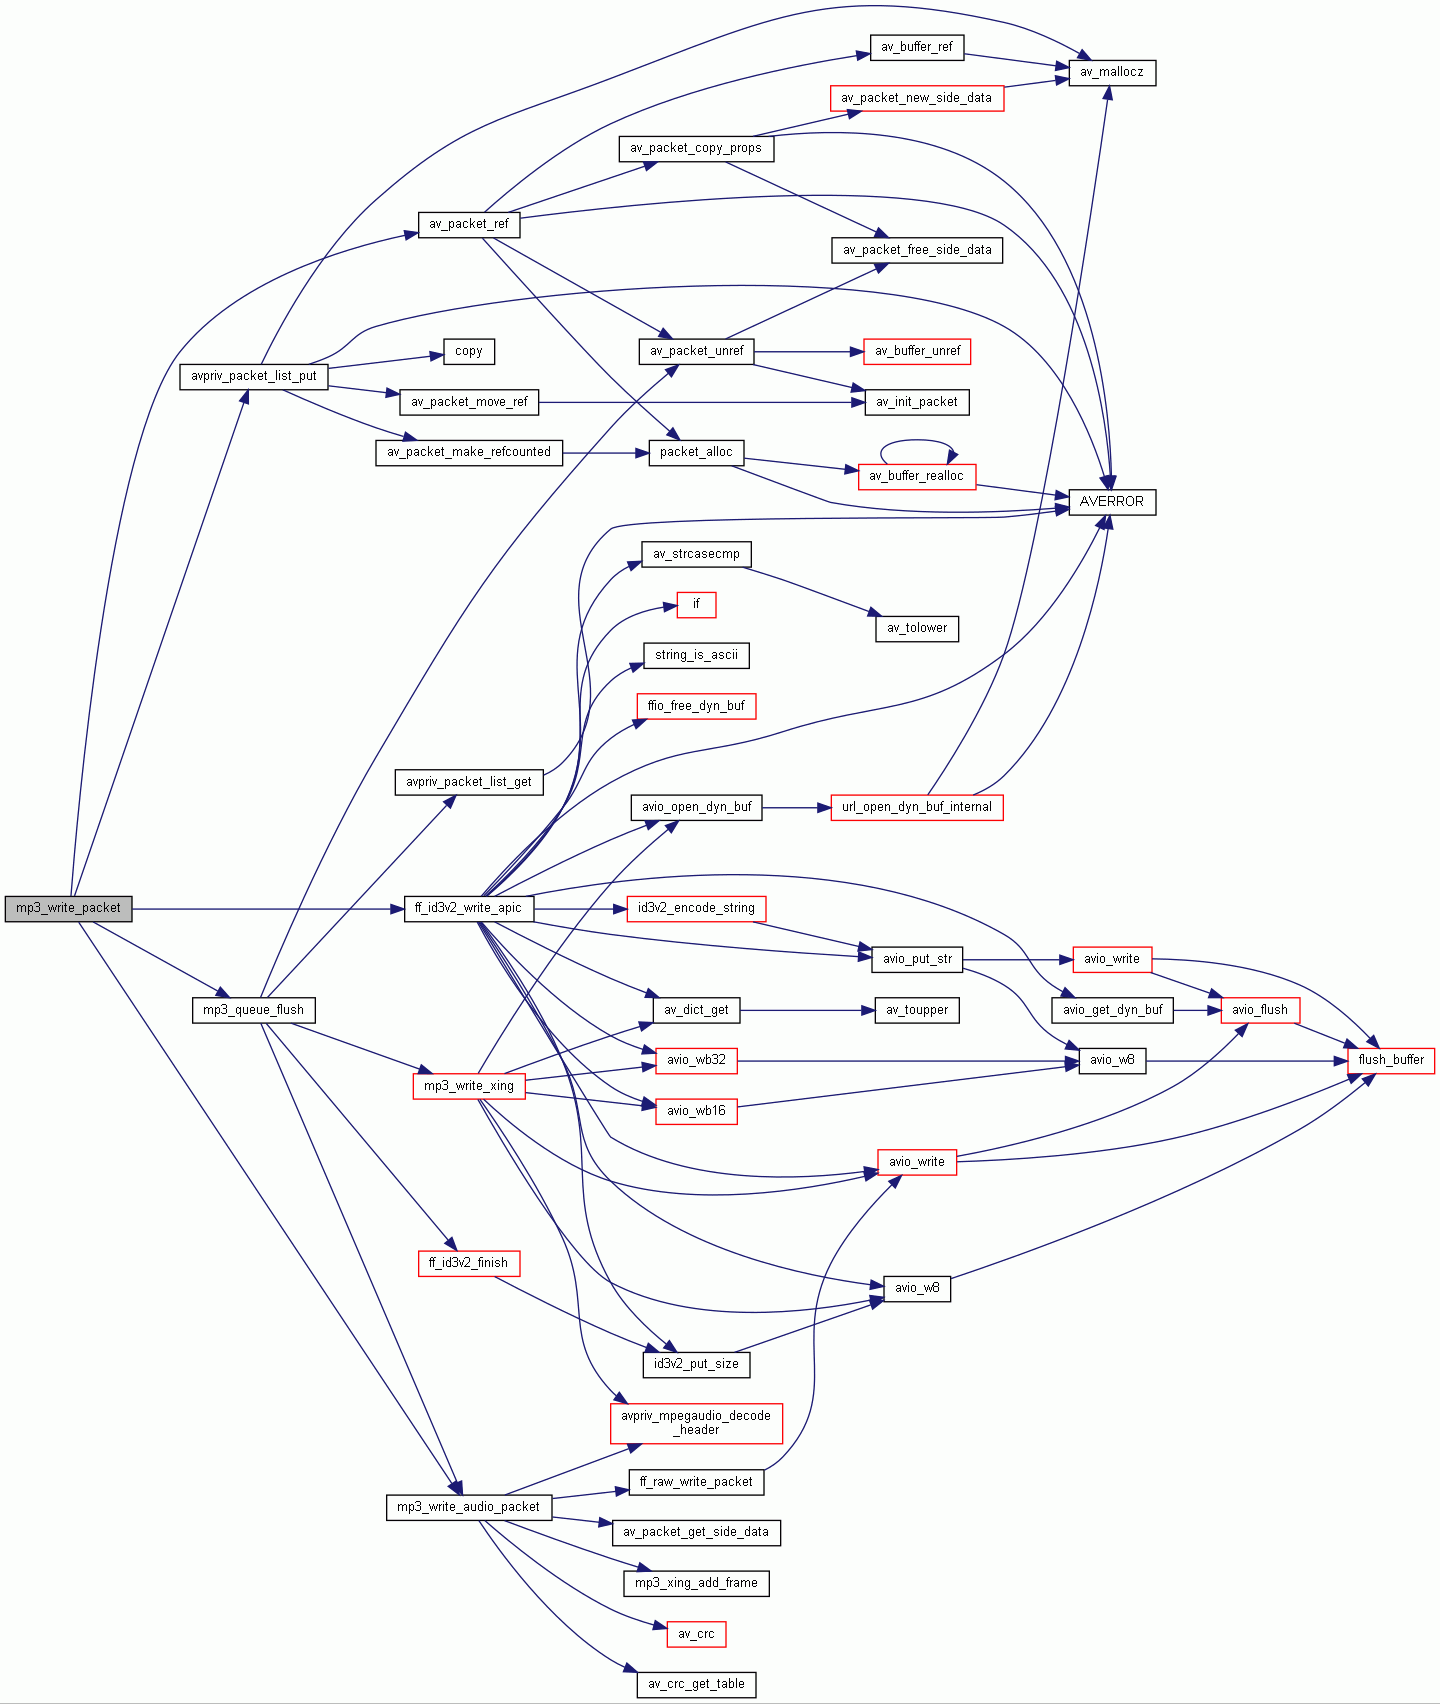 av_buffer_ref
av_mallocz
av_packet_new_side_data
av_packet_copy_props
av_packet_ref
av_packet_free_side_data
copy
av_packet_unref
av_buffer_unref
avpriv_packet_list_put
av_packet_move_ref
av_init_packet
av_packet_make_refcounted
packet_alloc
av_buffer_realloc
AVERROR
av_strcasecmp
if
av_tolower
string_is_ascii
ffio_free_dyn_buf
avpriv_packet_list_get
avio_open_dyn_buf
url_open_dyn_buf_internal
mp3_write_packet
ff_id3v2_write_apic
id3v2_encode_string
avio_put_str
avio_write
mp3_queue_flush
av_dict_get
av_toupper
avio_get_dyn_buf
avio_flush
avio_wb32
avio_w8
flush_buffer
mp3_write_xing
avio_wb16
avio_write
ff_id3v2_finish
avio_w8
id3v2_put_size
avpriv_mpegaudio_decode
_header
ff_raw_write_packet
mp3_write_audio_packet
av_packet_get_side_data
mp3_xing_add_frame
av_crc
av_crc_get_table